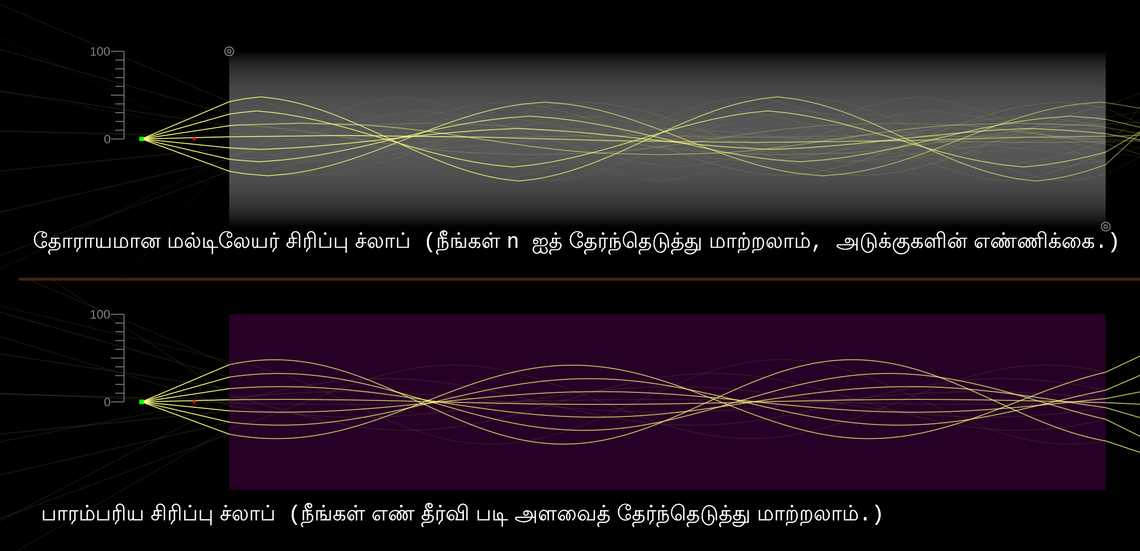 100
0
தோராயமான மல்டிலேயர் சிரிப்பு ச்லாப் (நீங்கள் n ஐத் தேர்ந்தெடுத்து மாற்றலாம், அடுக்குகளின் எண்ணிக்கை.)
100
0
பாரம்பரிய சிரிப்பு ச்லாப் (நீங்கள் எண் தீர்வி படி அளவைத் தேர்ந்தெடுத்து மாற்றலாம்.)